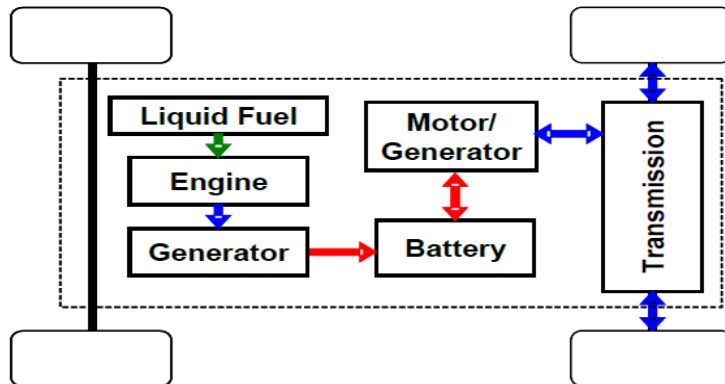 Liquid Fuel
Engine
Generator
Motor/
Generator
Battery
Transmission